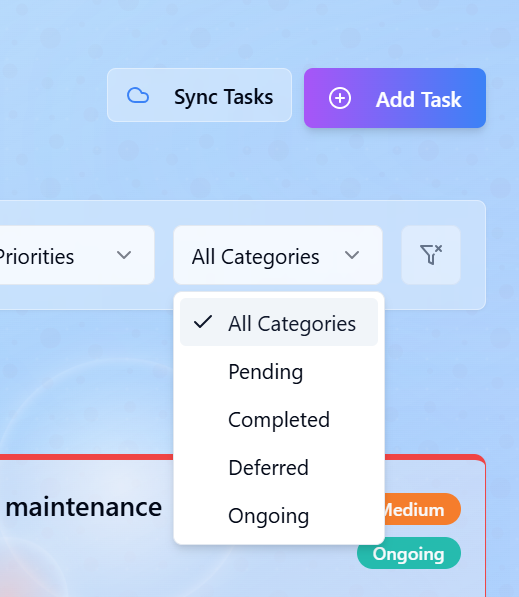 Sync Tasks
Add Task
Priorities
All Categories
All Categories
Pending
Completed
Deferred
Ongoing
maintenance
Medium
Ongoing